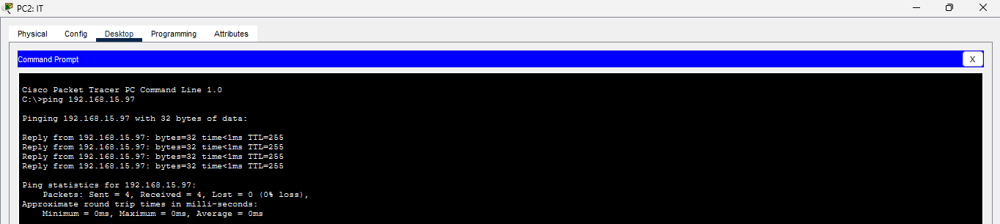 PC2: IT
Physical Config Desktop Programming Attributes
Command Prompt
X
Cisco Packet Tracer PC Command Line 1.0
C:\>ping 192.168.15.97
Pinging 192.168.15.97 with 32 bytes of data:
Reply from 192.168.15.97: bytes=32 time<1ms TTL=255
Reply from 192.168.15.97: bytes=32 time<1ms TTL=255
Reply from 192.168.15.97: bytes=32 time<1ms TTL=255
Reply from 192.168.15.97: bytes=32 time<1ms TTL=255
Ping statistics for 192.168.15.97:
Packets: Sent = 4, Received = 4, Lost = 0 (0% loss),
Approximate round trip times in milli-seconds:
Minimum = 0ms, Maximum = 0ms, Average = 0ms